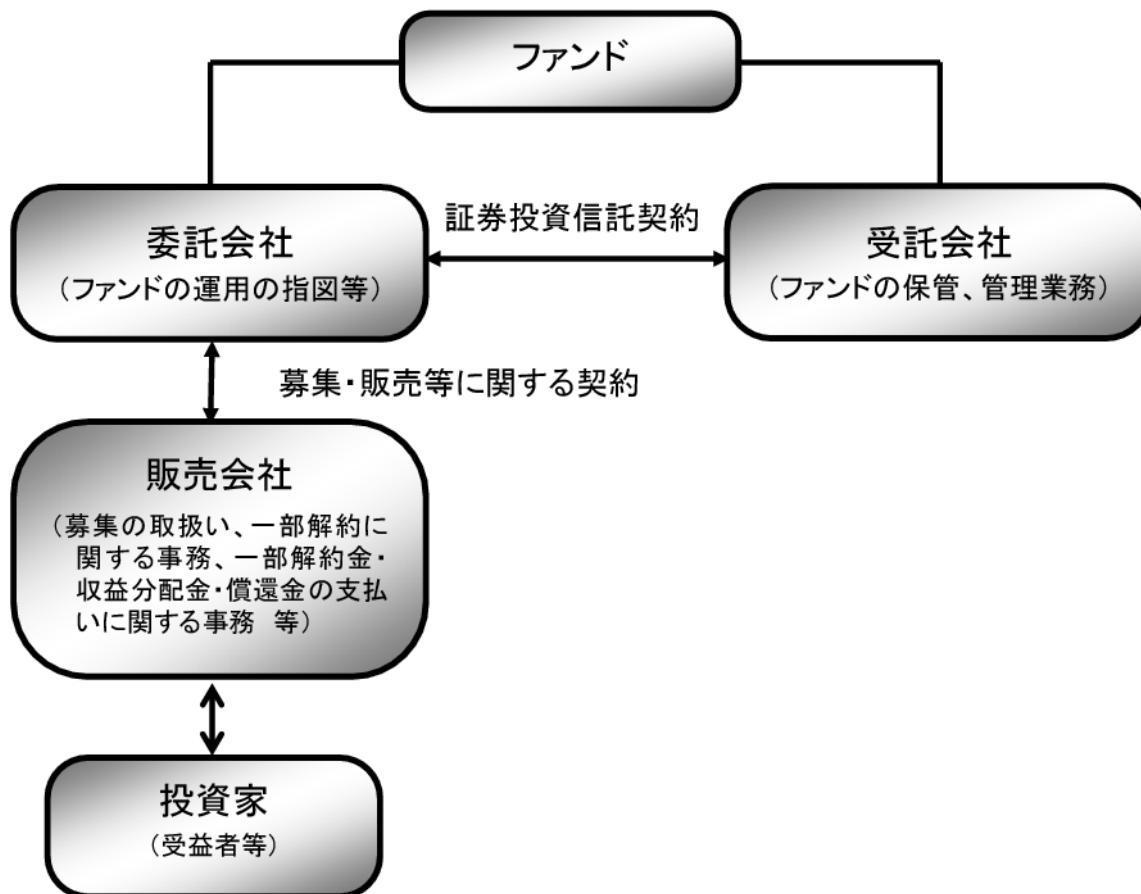 ファンド
委託会社
（ファンドの運用の指図等）
証券投資信託契約
受託会社
（ファンドの保管、管理業務）
募集・販売等に関する契約
販売会社
（募集の取扱い、一部解約に
関する事務、一部解約金・
収益分配金・償還金の支払
いに関する事務　等）
投資家
（受益者等）